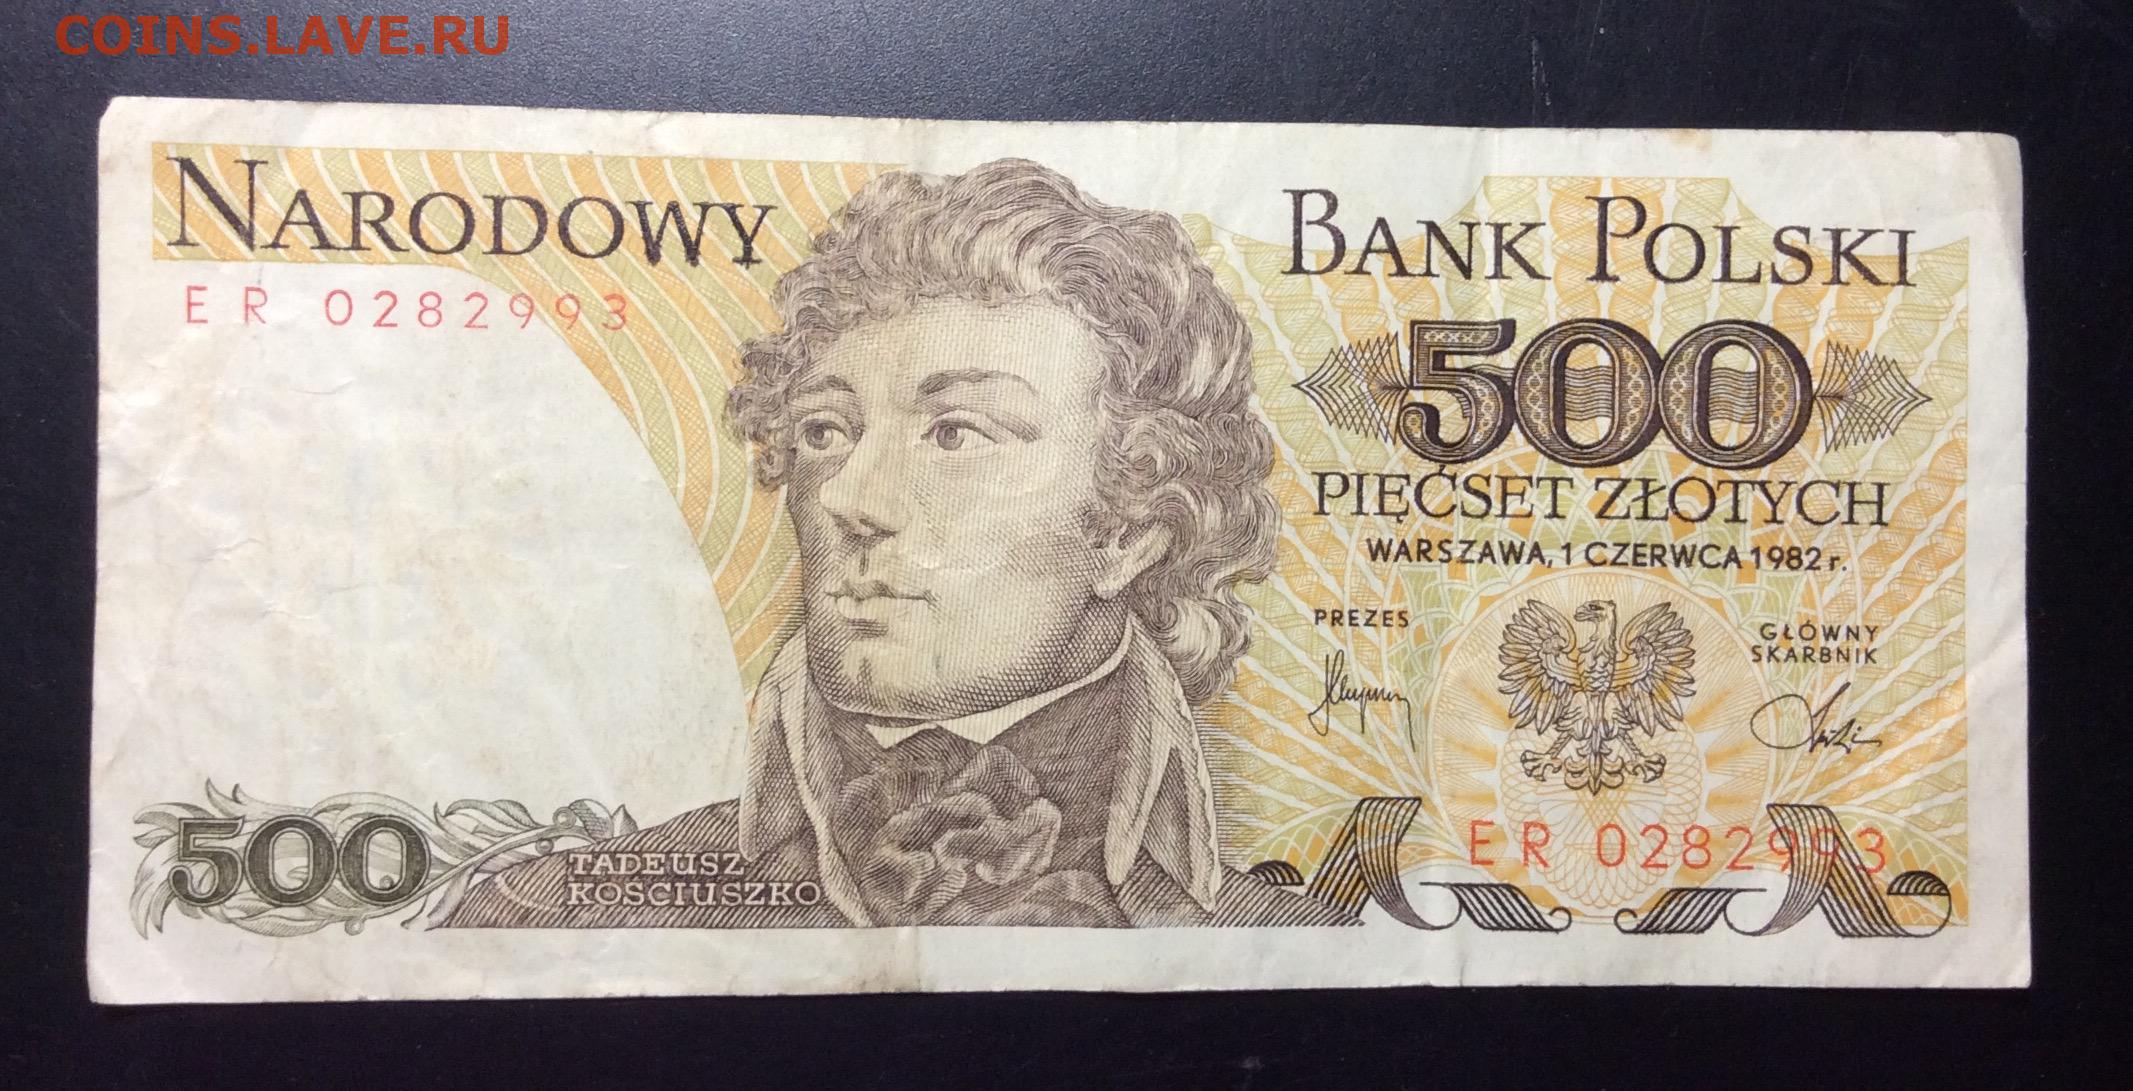 COINS.LAVE.RU
NARODOWY
BANK POLSKI
ER 0282993
500
PIĘĆSET ZŁOTYCH
WARSZAWA, 1 CZERWCA 1982 r.
PREZES
GŁÓWNY
SKARBNIK
ER 0282993
500
TADEUSZ
KOŚCIUSZKO